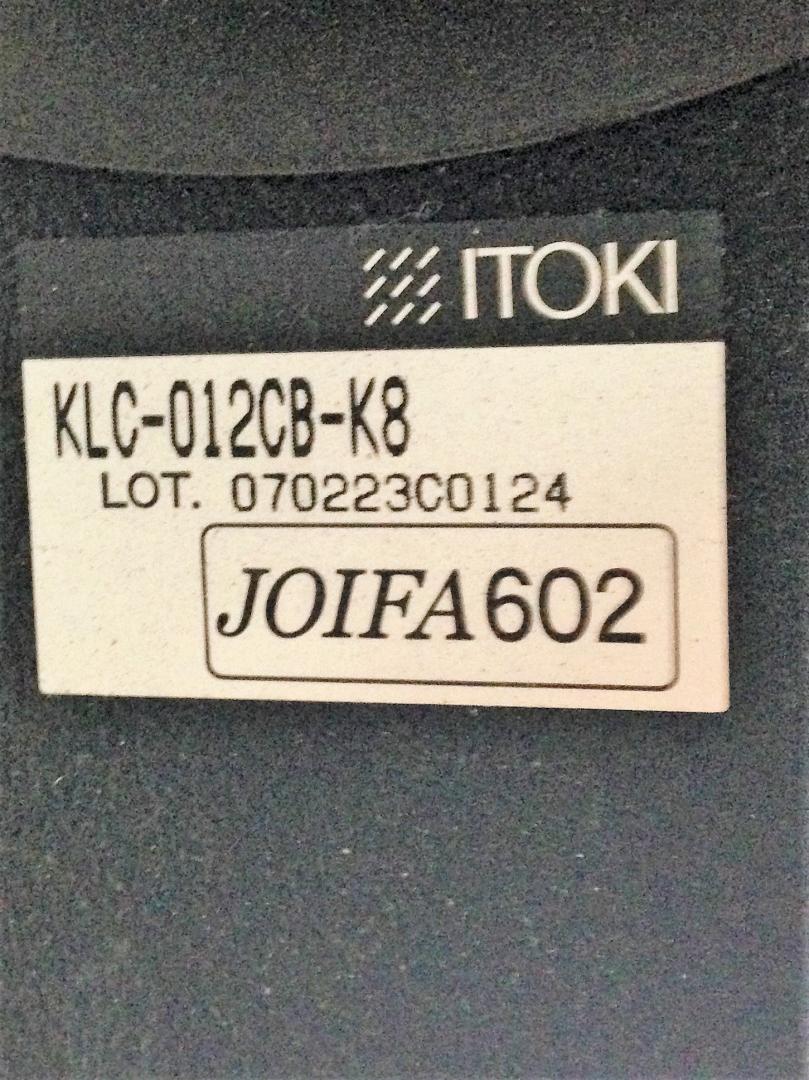 ITOKI
KLC-012CB-K8
LOT. 070223C0124
JOIFA602